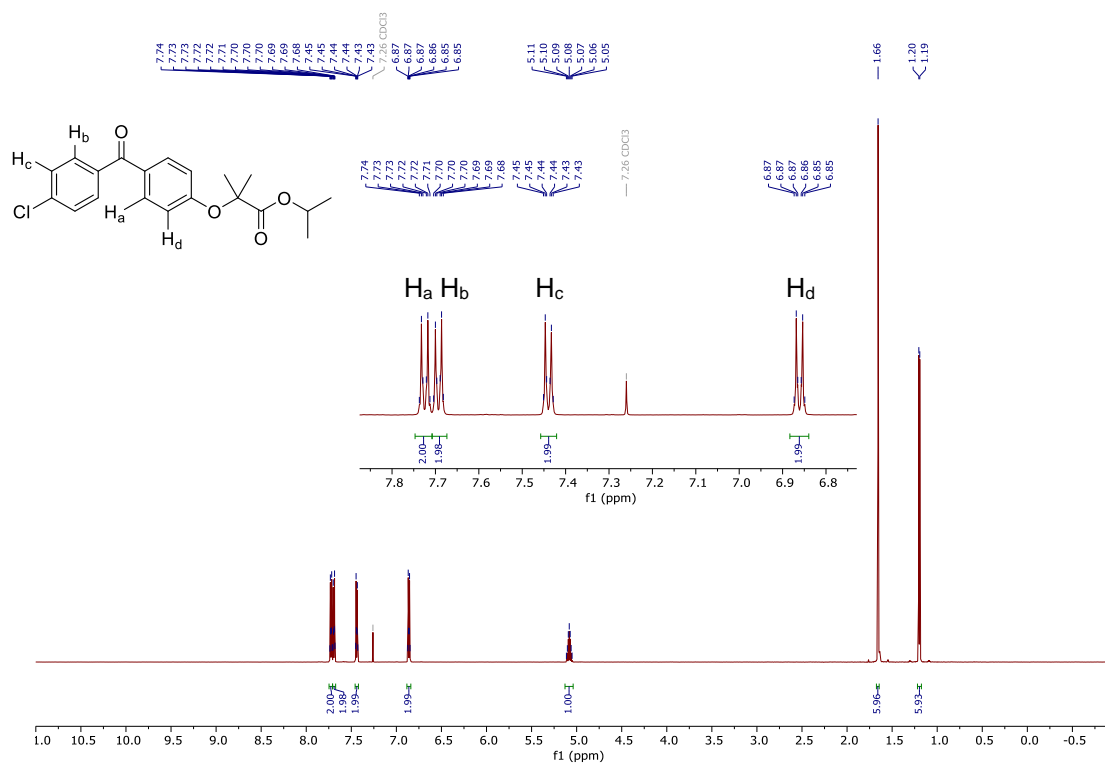 7.74 7.73 7.73 7.72 7.72 7.71 7.70 7.70 7.70 7.69 7.69 7.68 7.45 7.45 7.44 7.44 7.43 7.43 7.26 CDCl3 6.87 6.87 6.87 6.86 6.85 6.85 5.11 5.10 5.09 5.08 5.07 5.06 5.05 1.66 1.20 1.19
Hb O
Hc
Cl Ha O O
Hd O
7.74 7.73 7.73 7.72 7.72 7.71 7.70 7.70 7.70 7.69 7.69 7.68 7.45 7.45 7.44 7.44 7.43 7.43 7.26 CDCl3 6.87 6.87 6.87 6.86 6.85 6.85
Ha Hb Hc Hd
2.00 1.98 1.99 1.99
7.8 7.7 7.6 7.5 7.4 7.3 7.2 7.1 7.0 6.9 6.8
f1 (ppm)
2.00 1.98 1.99 1.99 1.00 5.96 5.93
1.0 10.0 9.5 9.0 8.5 8.0 7.5 7.0 6.5 6.0 5.5 5.0 4.5 4.0 3.5 3.0 2.5 2.0 1.5 1.0 0.5 0.0 -0.5
f1 (ppm)